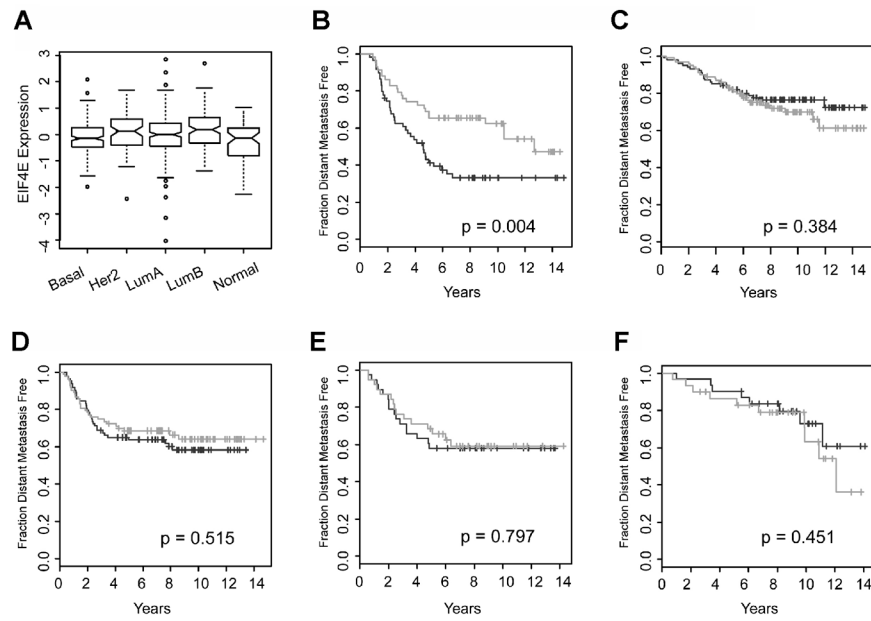 A
EIF4E Expression
3
2
1
0
-1
-2
-3
-4
Basal
Her2
LumA
LumB
Normal
B
Fraction Distant Metastasis Free
1.0
0.8
0.6
0.4
0.2
0.0
p = 0.004
0 2 4 6 8 10 12 14
Years
C
Fraction Distant Metastasis Free
1.0
0.8
0.6
0.4
0.2
0.0
p = 0.384
0 2 4 6 8 10 12 14
Years
D
Fraction Distant Metastasis Free
1.0
0.8
0.6
0.4
0.2
0.0
p = 0.515
0 2 4 6 8 10 12 14
Years
E
Fraction Distant Metastasis Free
1.0
0.8
0.6
0.4
0.2
0.0
p = 0.797
0 2 4 6 8 10 12 14
Years
F
Fraction Distant Metastasis Free
1.0
0.8
0.6
0.4
0.2
0.0
p = 0.451
0 2 4 6 8 10 12 14
Years